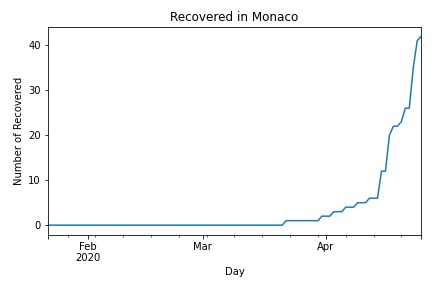 Recovered in Monaco
Number of Recovered
40
30
20
10
0
Feb
2020
Mar
Apr
Day